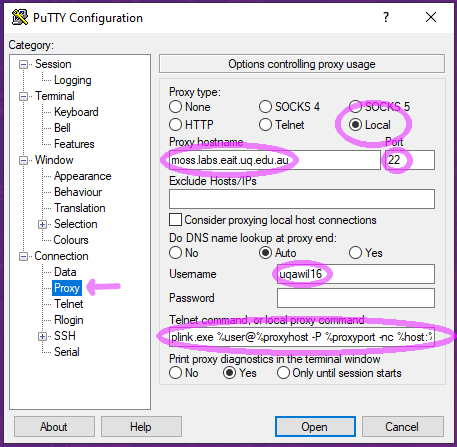 PuTTY Configuration
Category:
Session
Logging
Terminal
Keyboard
Bell
Features
Window
Appearance
Behaviour
Translation
Selection
Colours
Connection
Data
Proxy
Telnet
Rlogin
SSH
Serial
Options controlling proxy usage
Proxy type:
None SOCKS 4 SOCKS 5
HTTP Telnet Local
Proxy hostname Port
moss.labs.eait.uq.edu.au 22
Exclude Hosts/IPs
Consider proxying local host connections
Do DNS name lookup at proxy end:
No Auto Yes
Username uqawil16
Password
Telnet command, or local proxy command
plink.exe %user@%proxyhost -P %proxyport -nc %host:%
Print proxy diagnostics in the terminal window
No Yes Only until session starts
About Help Open Cancel